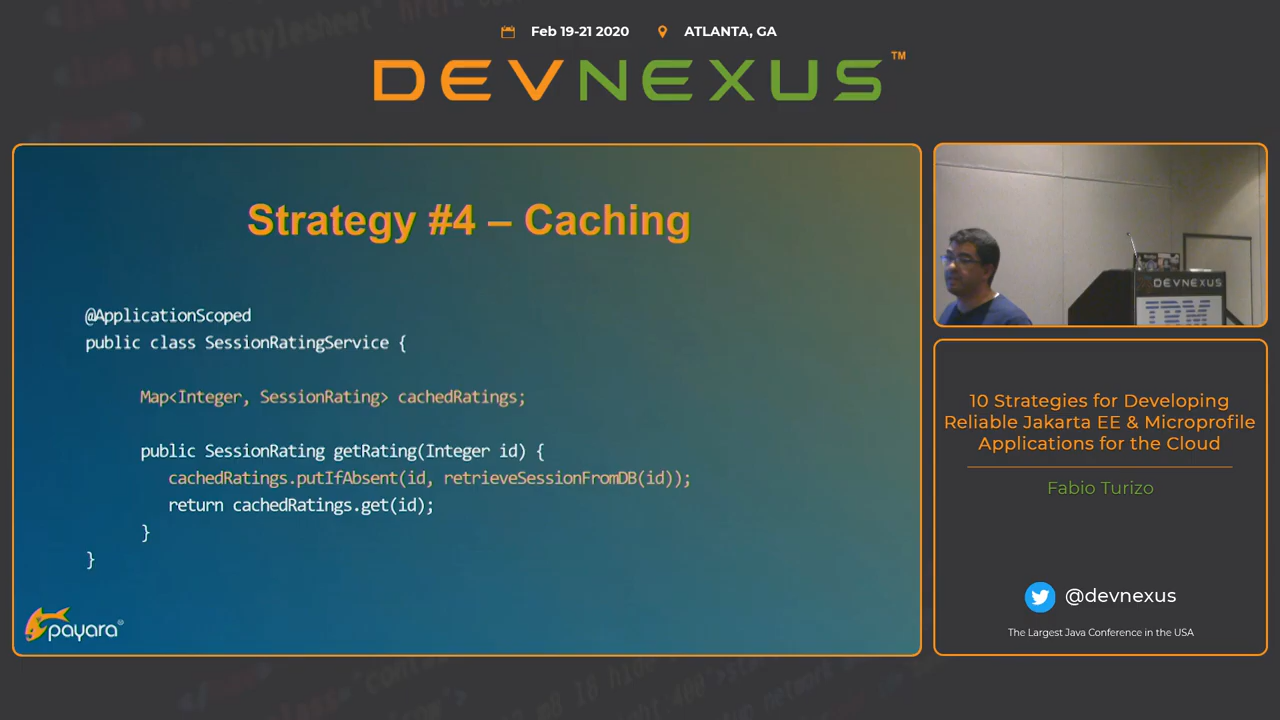 Feb 19-21 2020 ATLANTA, GA
DEVNEXUS™
Strategy #4 – Caching
@ApplicationScoped
public class SessionRatingService {
Map<Integer, SessionRating> cachedRatings;
public SessionRating getRating(Integer id) {
cachedRatings.putIfAbsent(id, retrieveSessionFromDB(id));
return cachedRatings.get(id);
}
}
payara®
DEVNEXUS
IBM
10 Strategies for Developing
Reliable Jakarta EE & Microprofile
Applications for the Cloud
Fabio Turizo
@devnexus
The Largest Java Conference in the USA